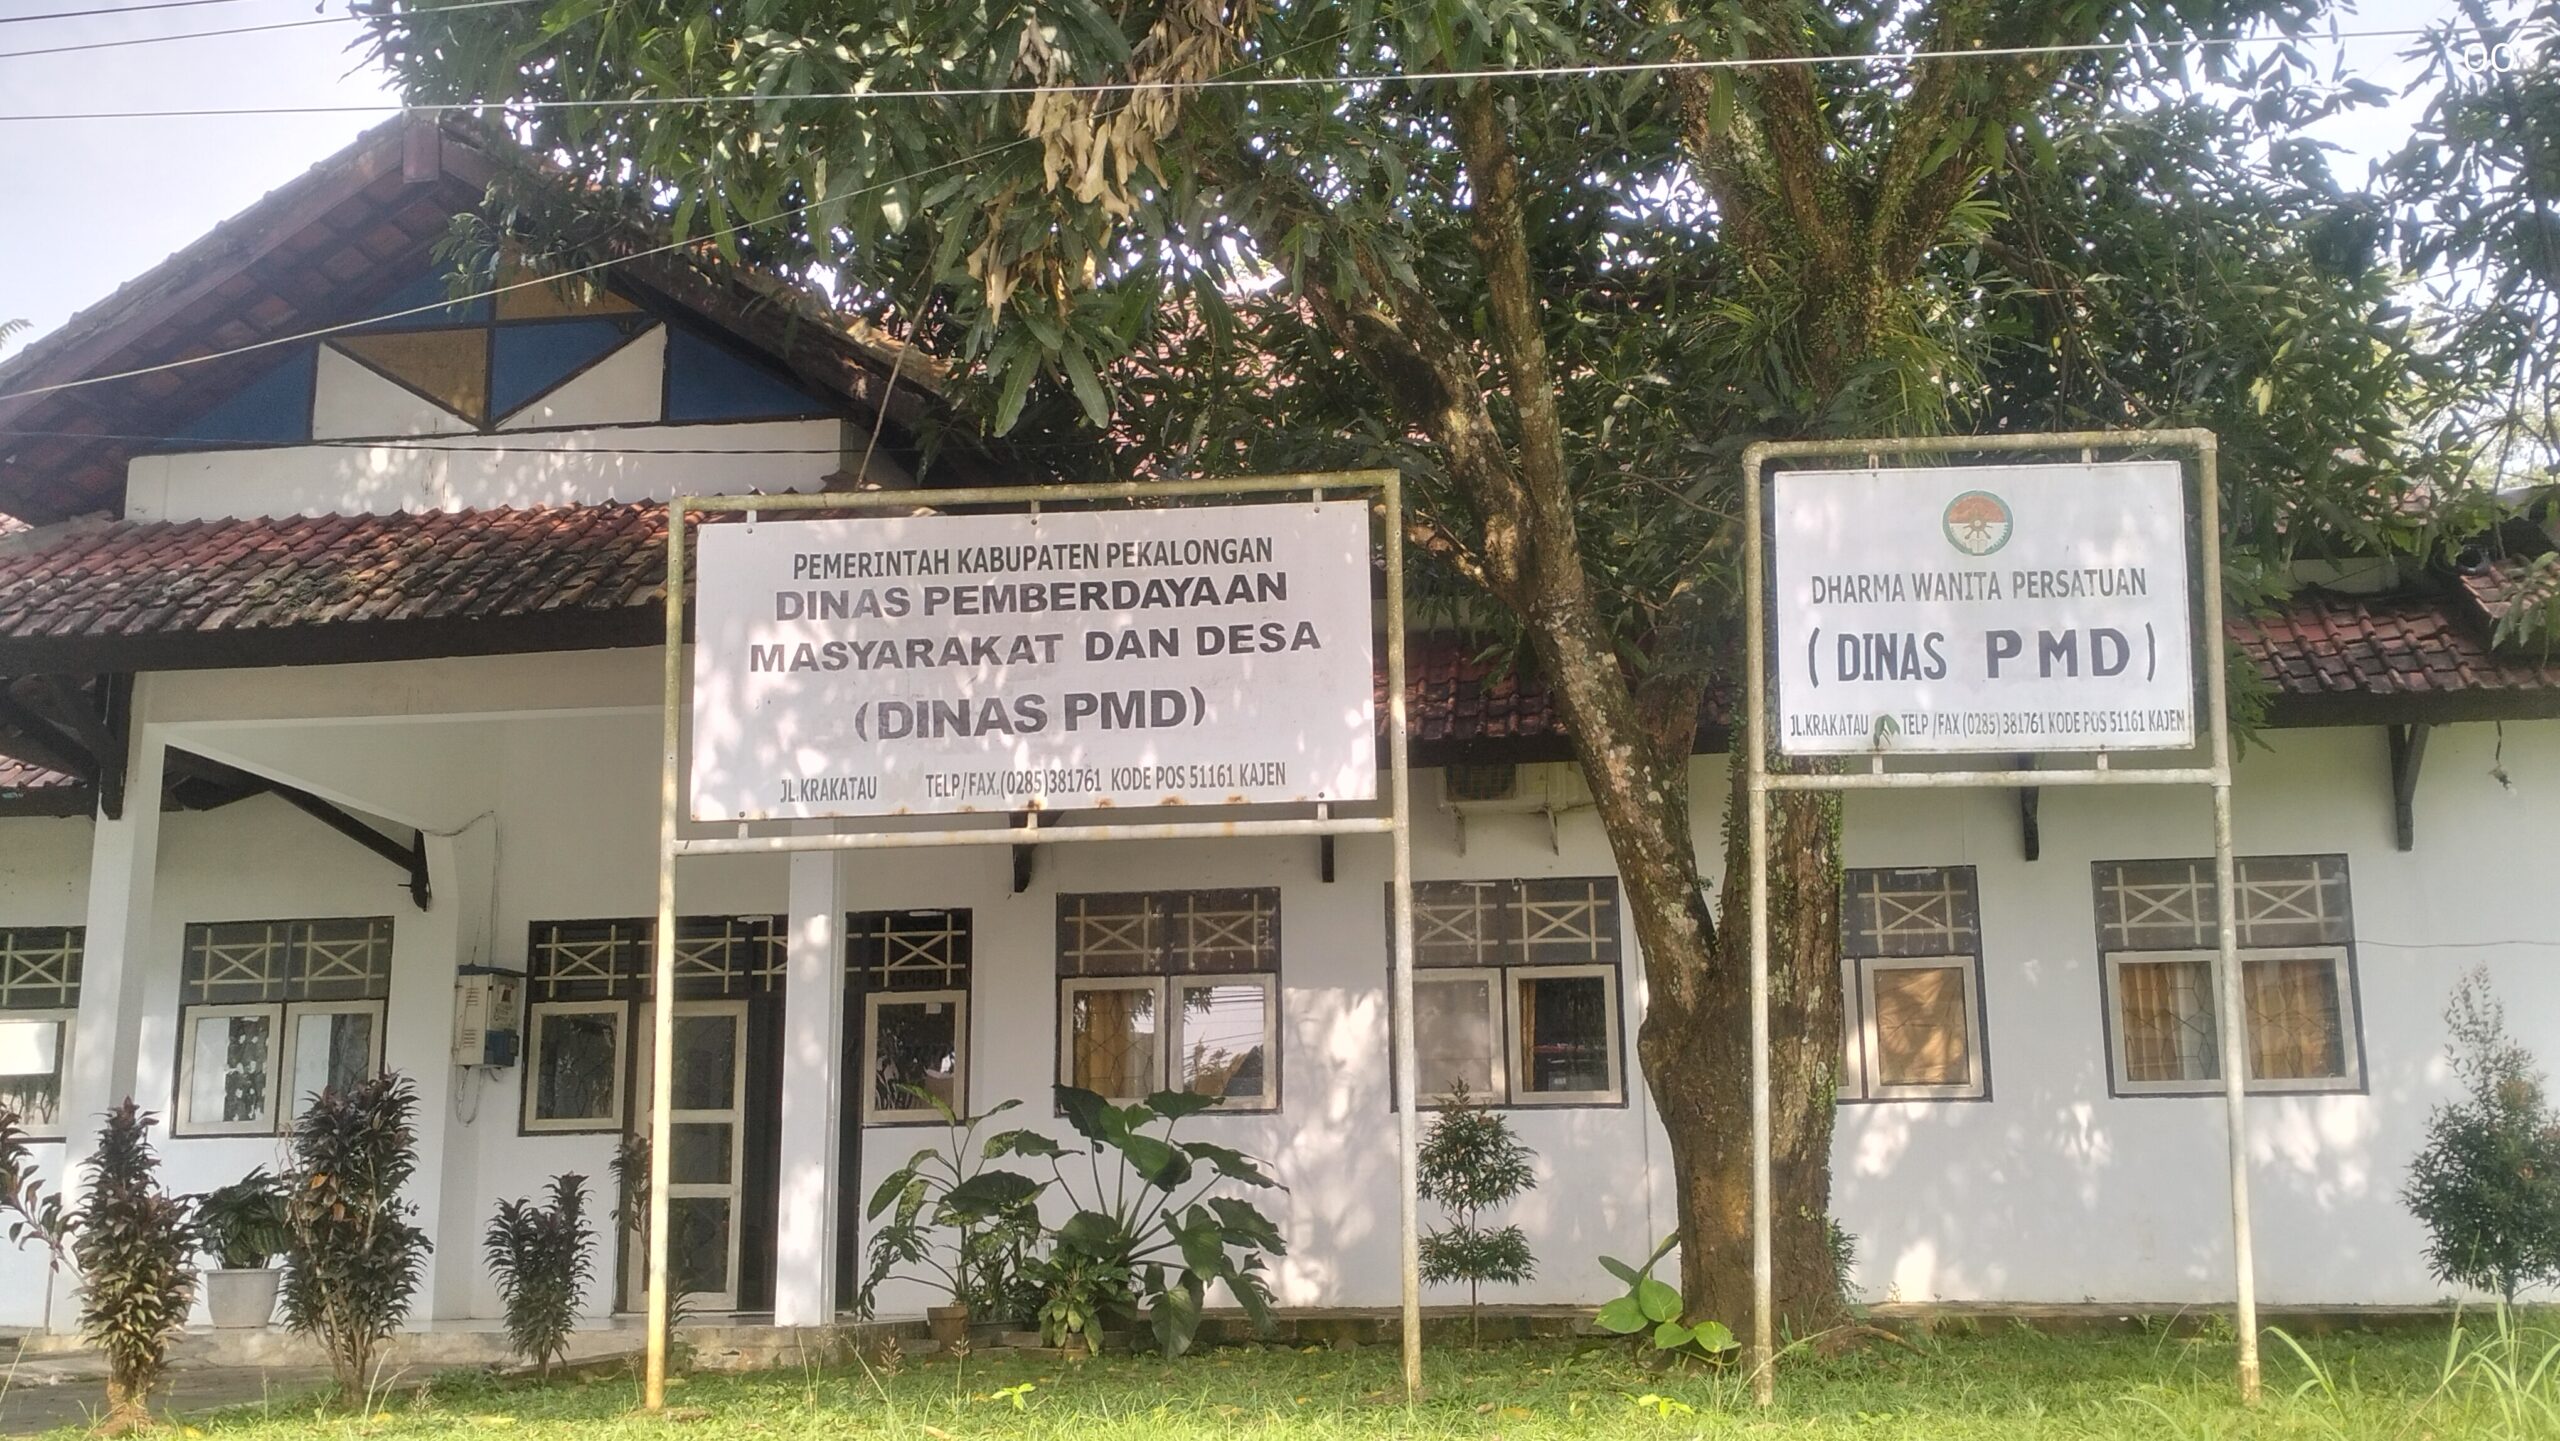 PEMERINTAH KABUPATEN PEKALONGAN
DINAS PEMBERDAYAAN
MASYARAKAT DAN DESA
(DINAS PMD)
JL.KRAKATAU TELP/FAX.(0285)381761 KODE POS 51161 KAJEN
DHARMA WANITA PERSATUAN
(DINAS PMD)
JL.KRAKATAU TELP/FAX (0285) 381761 KODE POS 51161 KAJEN
00